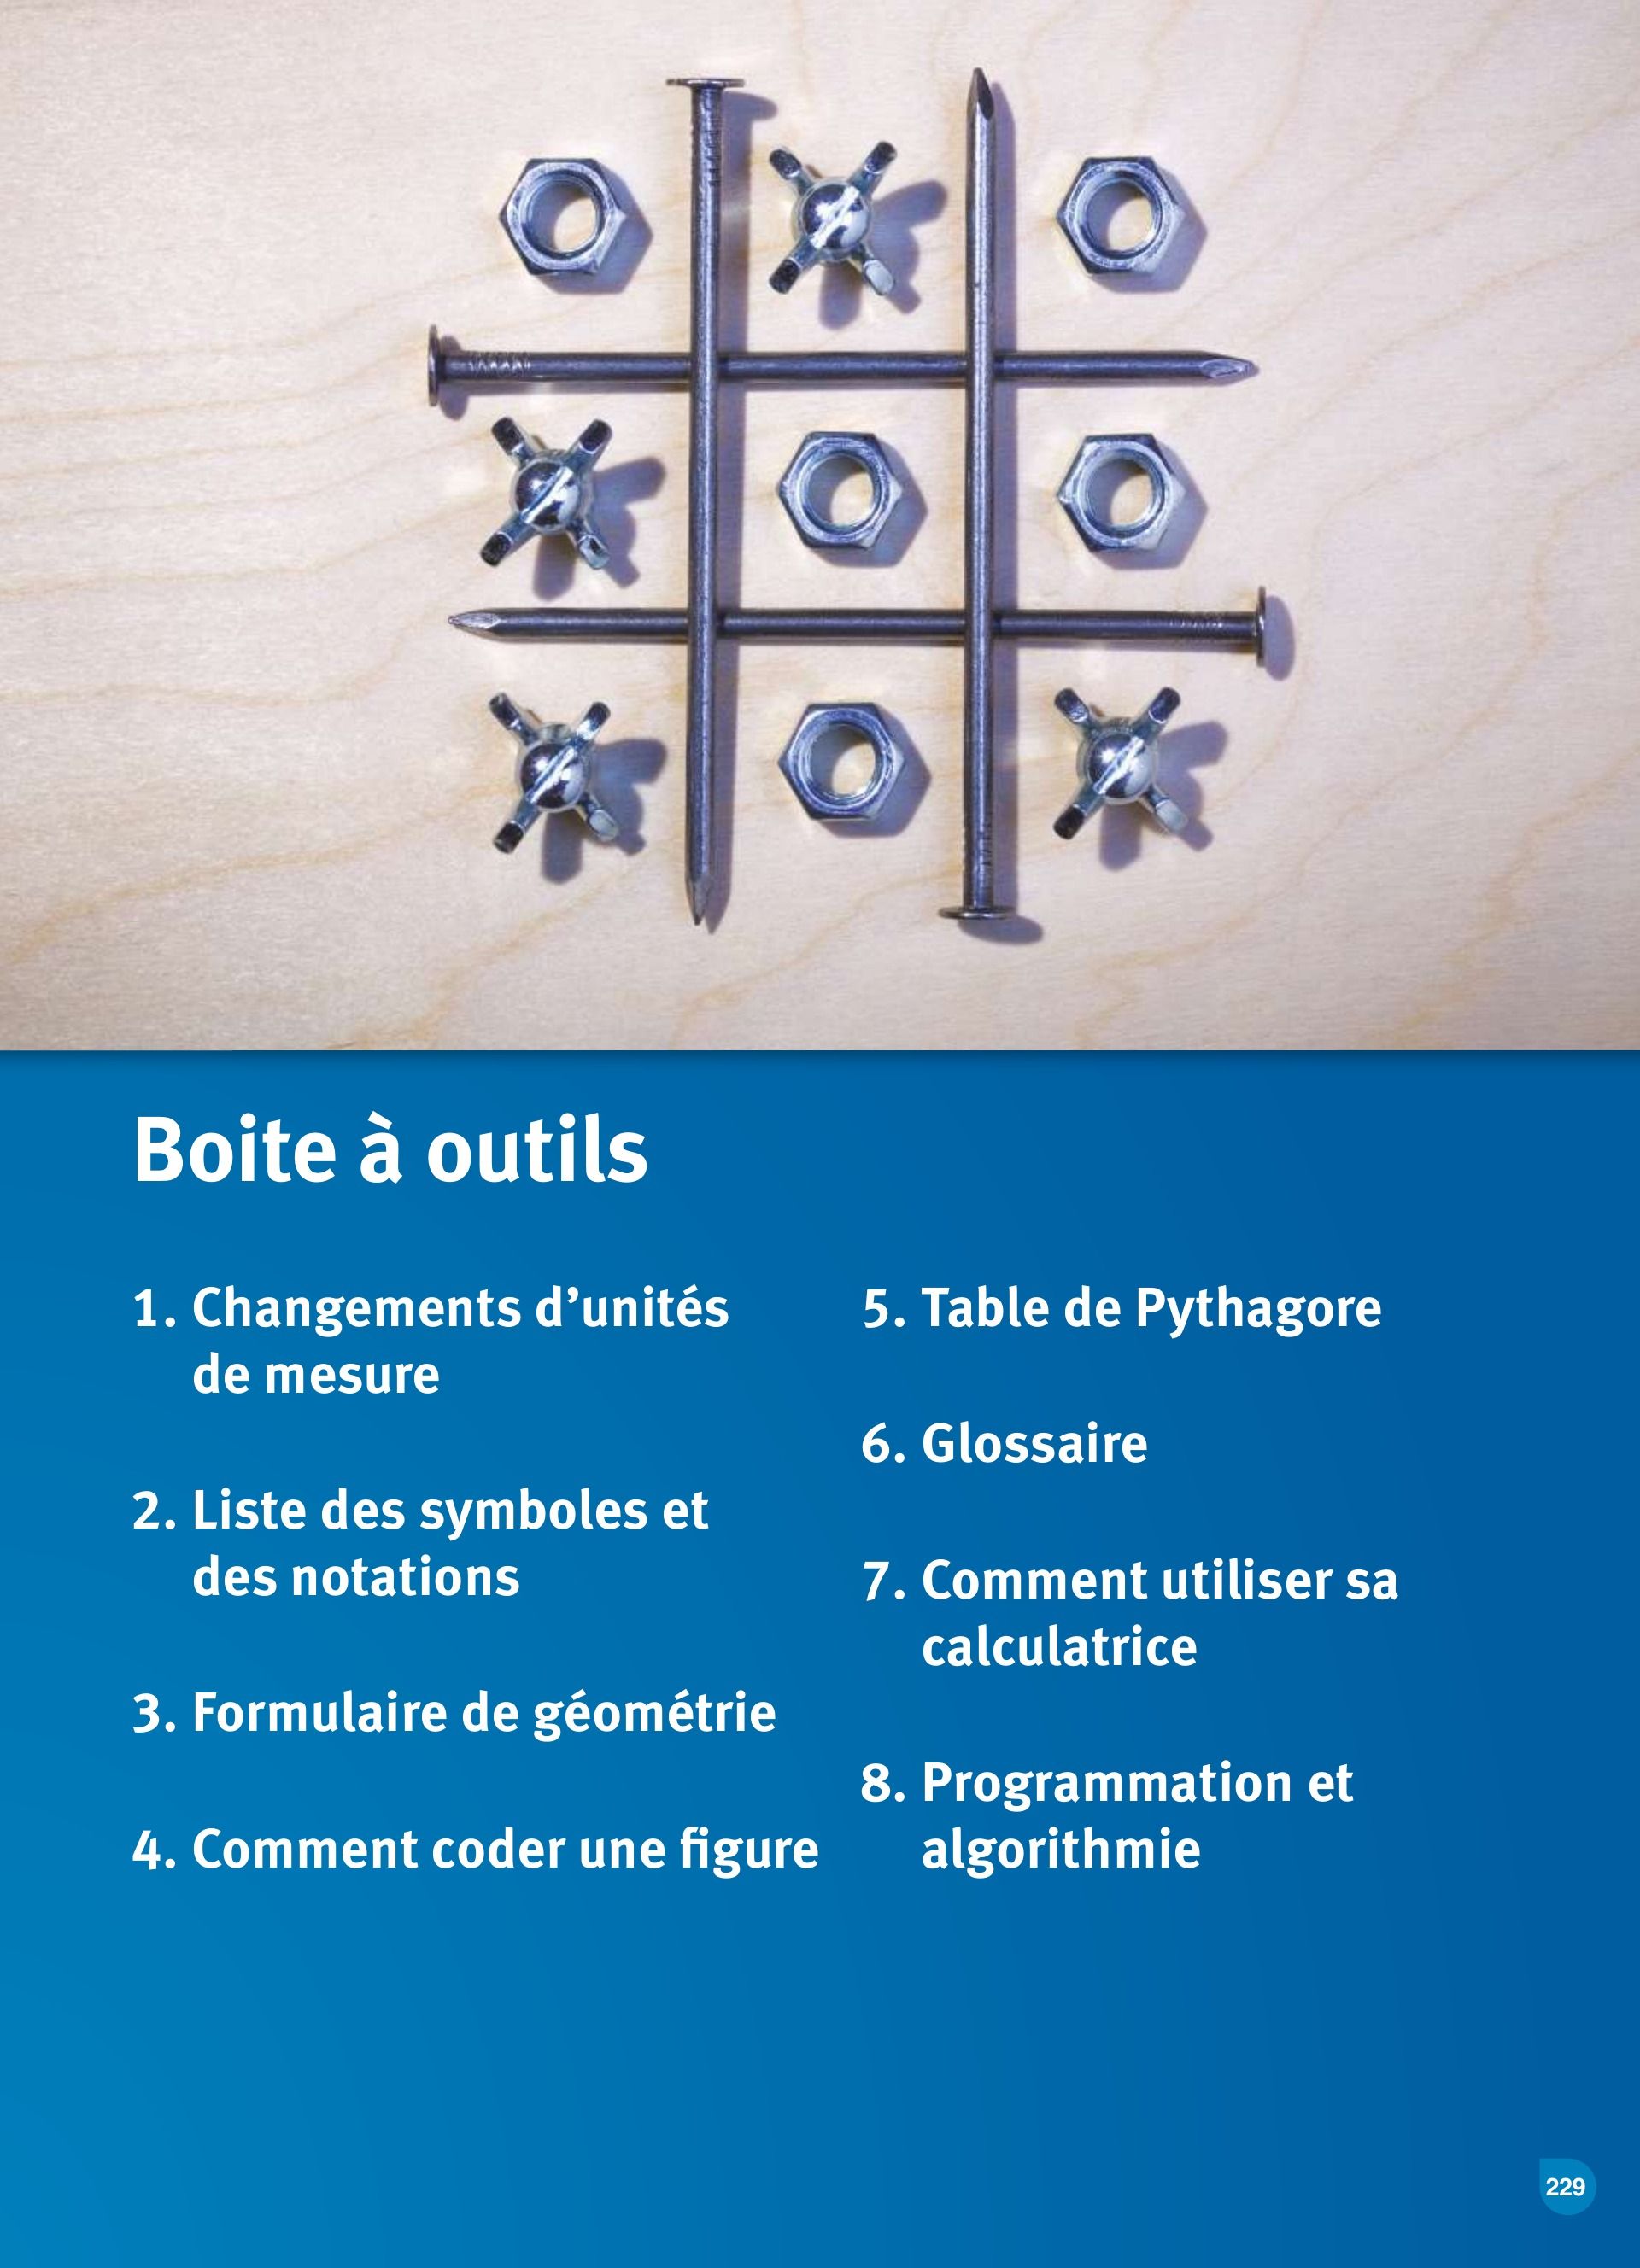 Boite à outils
1. Changements d’unités
de mesure
2. Liste des symboles et
des notations
3. Formulaire de géométrie
4. Comment coder une figure
5. Table de Pythagore
6. Glossaire
7. Comment utiliser sa
calculatrice
8. Programmation et
algorithmie
229